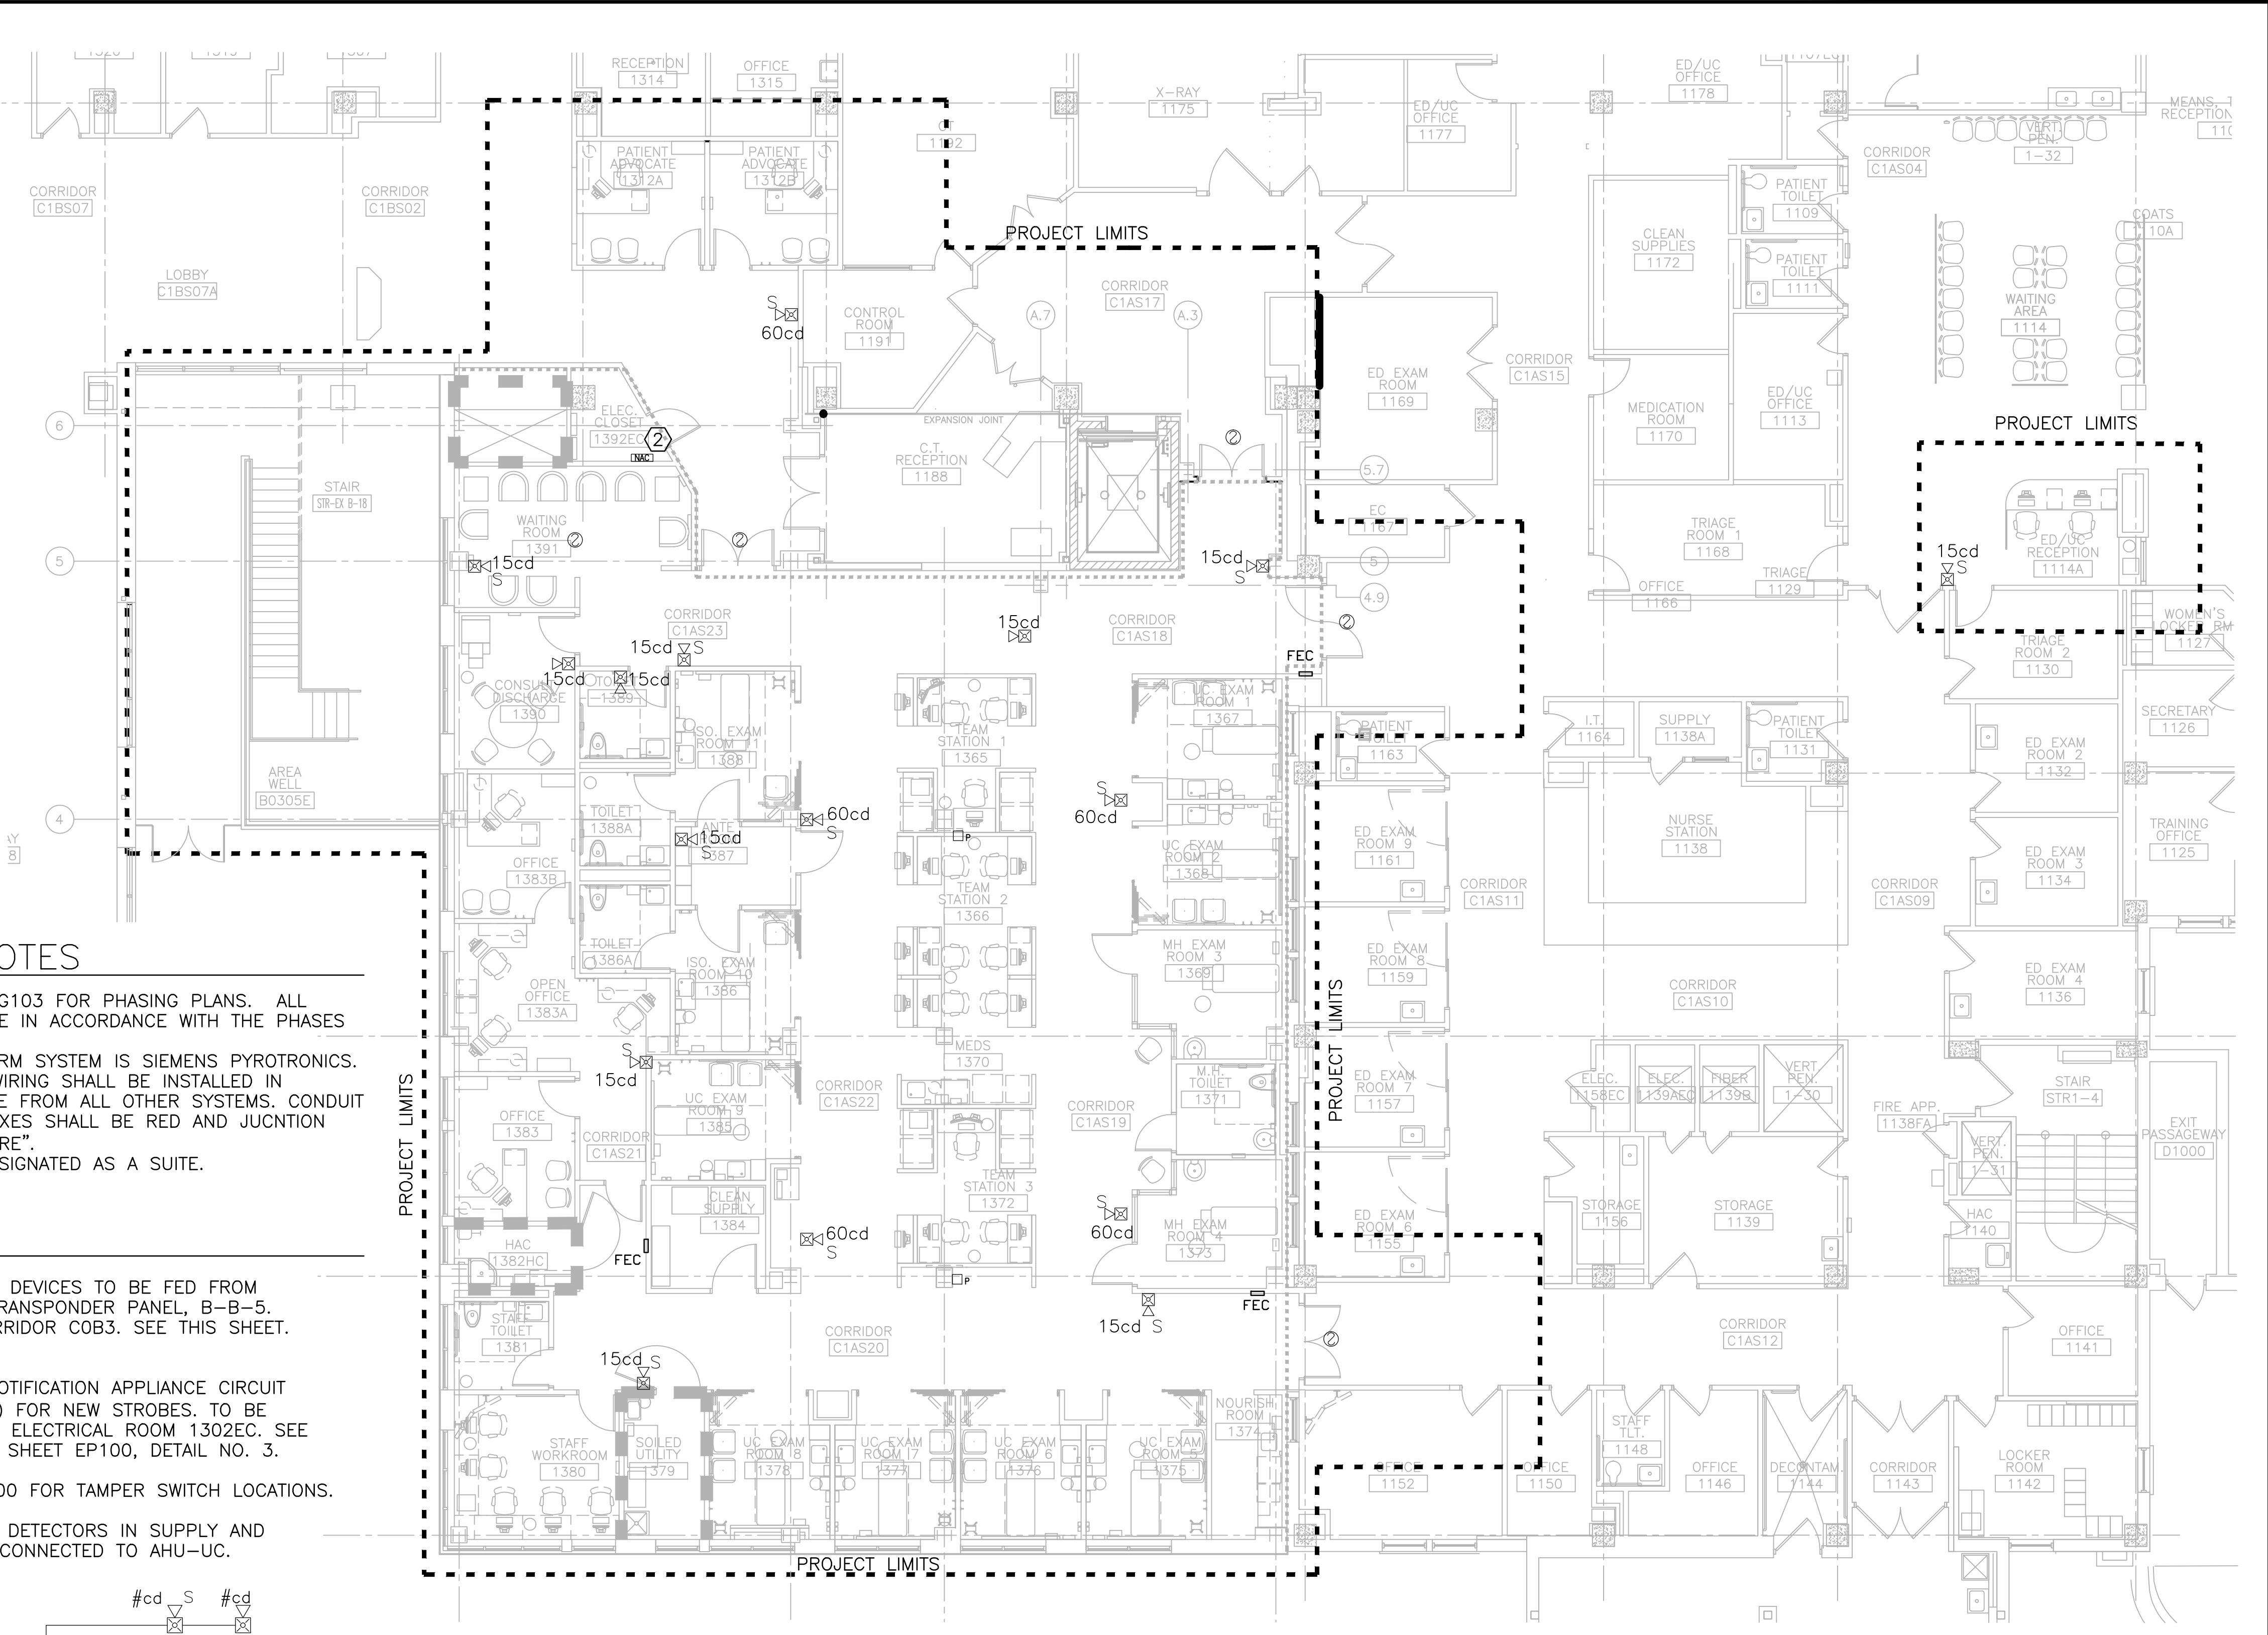 RECEPTION
1314
OFFICE
1315
X-RAY
1175
ED/UC
OFFICE
1177
ED/UC
OFFICE
1178
MEANS,
RECEPTION
VERT.
PEN.
1-32
CORRIDOR
C1AS04
CT
1192
PATIENT
ADVOCATE
1312A
PATIENT
ADVOCATE
1312B
CORRIDOR
C1BS07
CORRIDOR
C1BS02
PATIENT
TOILET
1109
COATS
1110A
PROJECT LIMITS
CLEAN
SUPPLIES
1172
PATIENT
TOILET
1111
LOBBY
C1BS07A
CORRIDOR
C1AS17
S
60cd
CONTROL
ROOM
1191
A.7
A.3
WAITING
AREA
1114
ED EXAM
ROOM
1169
CORRIDOR
C1AS15
MEDICATION
ROOM
1170
ED/UC
OFFICE
1113
PROJECT LIMITS
6
ELEC.
CLOSET
1392EC
2
NAC
EXPANSION JOINT
C.T.
RECEPTION
1188
2
5.7
STAIR
STR-EX B-18
WAITING
ROOM
1391
2
2
EC
1167
TRIAGE
ROOM 1
1168
ED/UC
RECEPTION
1114A
15cd
S
5
15cd
S
15cd
S
5
OFFICE
1166
TRIAGE
1129
4.9
WOMEN'S
LOCKER RM
1127
CORRIDOR
C1AS23
15cd
CORRIDOR
C1AS18
2
TRIAGE
ROOM 2
1130
15cd S
FEC
15cd
1389
15cd
CONSULT
DISCHARGE
1390
UC EXAM
ROOM 1
1367
ISO. EXAM
ROOM 11
1388
TEAM
STATION 1
1365
PATIENT
TOILET
1163
I.T.
1164
SUPPLY
1138A
PATIENT
TOILET
1131
SECRETARY
1126
ED EXAM
ROOM 2
1132
AREA
WELL
B0305E
S
60cd
4
TOILET
1388A
ANTE
1387
15cd
S
60cd
S
P
UC EXAM
ROOM 2
1368
ED EXAM
ROOM 9
1161
NURSE
STATION
1138
TRAINING
OFFICE
1125
ED EXAM
ROOM 3
1134
OFFICE
1383B
TEAM
STATION 2
1366
CORRIDOR
C1AS11
CORRIDOR
C1AS09
TOILET
1386A
ISO. EXAM
ROOM 10
1386
MH EXAM
ROOM 3
1369
ED EXAM
ROOM 8
1159
ED EXAM
ROOM 4
1136
OTES
G103 FOR PHASING PLANS. ALL
E IN ACCORDANCE WITH THE PHASES
RM SYSTEM IS SIEMENS PYROTRONICS.
WIRING SHALL BE INSTALLED IN
E FROM ALL OTHER SYSTEMS. CONDUIT
XES SHALL BE RED AND JUCNTION
RE".
SIGNATED AS A SUITE.
OPEN
OFFICE
1383A
CORRIDOR
C1AS10
PROJECT LIMITS
MEDS
1370
S
15cd
UC EXAM
ROOM 9
1385
CORRIDOR
C1AS22
M.H.
TOILET
1371
ED EXAM
ROOM 7
1157
ELEC.
1158EC
ELEC.
1139AEC
FIBER
1139B
VERT.
PEN.
1-30
STAIR
STR1-4
PROJECT LIMITS
OFFICE
1383
CORRIDOR
C1AS21
CORRIDOR
C1AS19
FIRE APP.
1138FA
VERT.
PEN.
1-31
EXIT
PASSAGEWAY
D1000
CLEAN
SUPPLY
1384
TEAM
STATION 3
1372
S
60cd
MH EXAM
ROOM 4
1373
ED EXAM
ROOM 6
1155
STORAGE
1156
STORAGE
1139
HAC
1140
HAC
1382HC
FEC
60cd
S
P
FEC
15cd S
DEVICES TO BE FED FROM
RANSPONDER PANEL, B-B-5.
RRIDOR C0B3. SEE THIS SHEET.
STAFF
TOILET
1381
CORRIDOR
C1AS20
2
CORRIDOR
C1AS12
OFFICE
1141
15cd S
OTIFICATION APPLIANCE CIRCUIT
) FOR NEW STROBES. TO BE
ELECTRICAL ROOM 1302EC. SEE
SHEET EP100, DETAIL NO. 3.
00 FOR TAMPER SWITCH LOCATIONS.
DETECTORS IN SUPPLY AND
CONNECTED TO AHU-UC.
STAFF
WORKROOM
1380
SOILED
UTILITY
1379
UC EXAM
ROOM 8
1378
UC EXAM
ROOM 7
1377
UC EXAM
ROOM 6
1376
UC EXAM
ROOM 5
1375
NOURISH.
ROOM
1374
OFFICE
1152
OFFICE
1150
STAFF
TLT.
1148
OFFICE
1146
DECONTAM.
1144
CORRIDOR
1143
LOCKER
ROOM
1142
PROJECT LIMITS
#cd S #cd